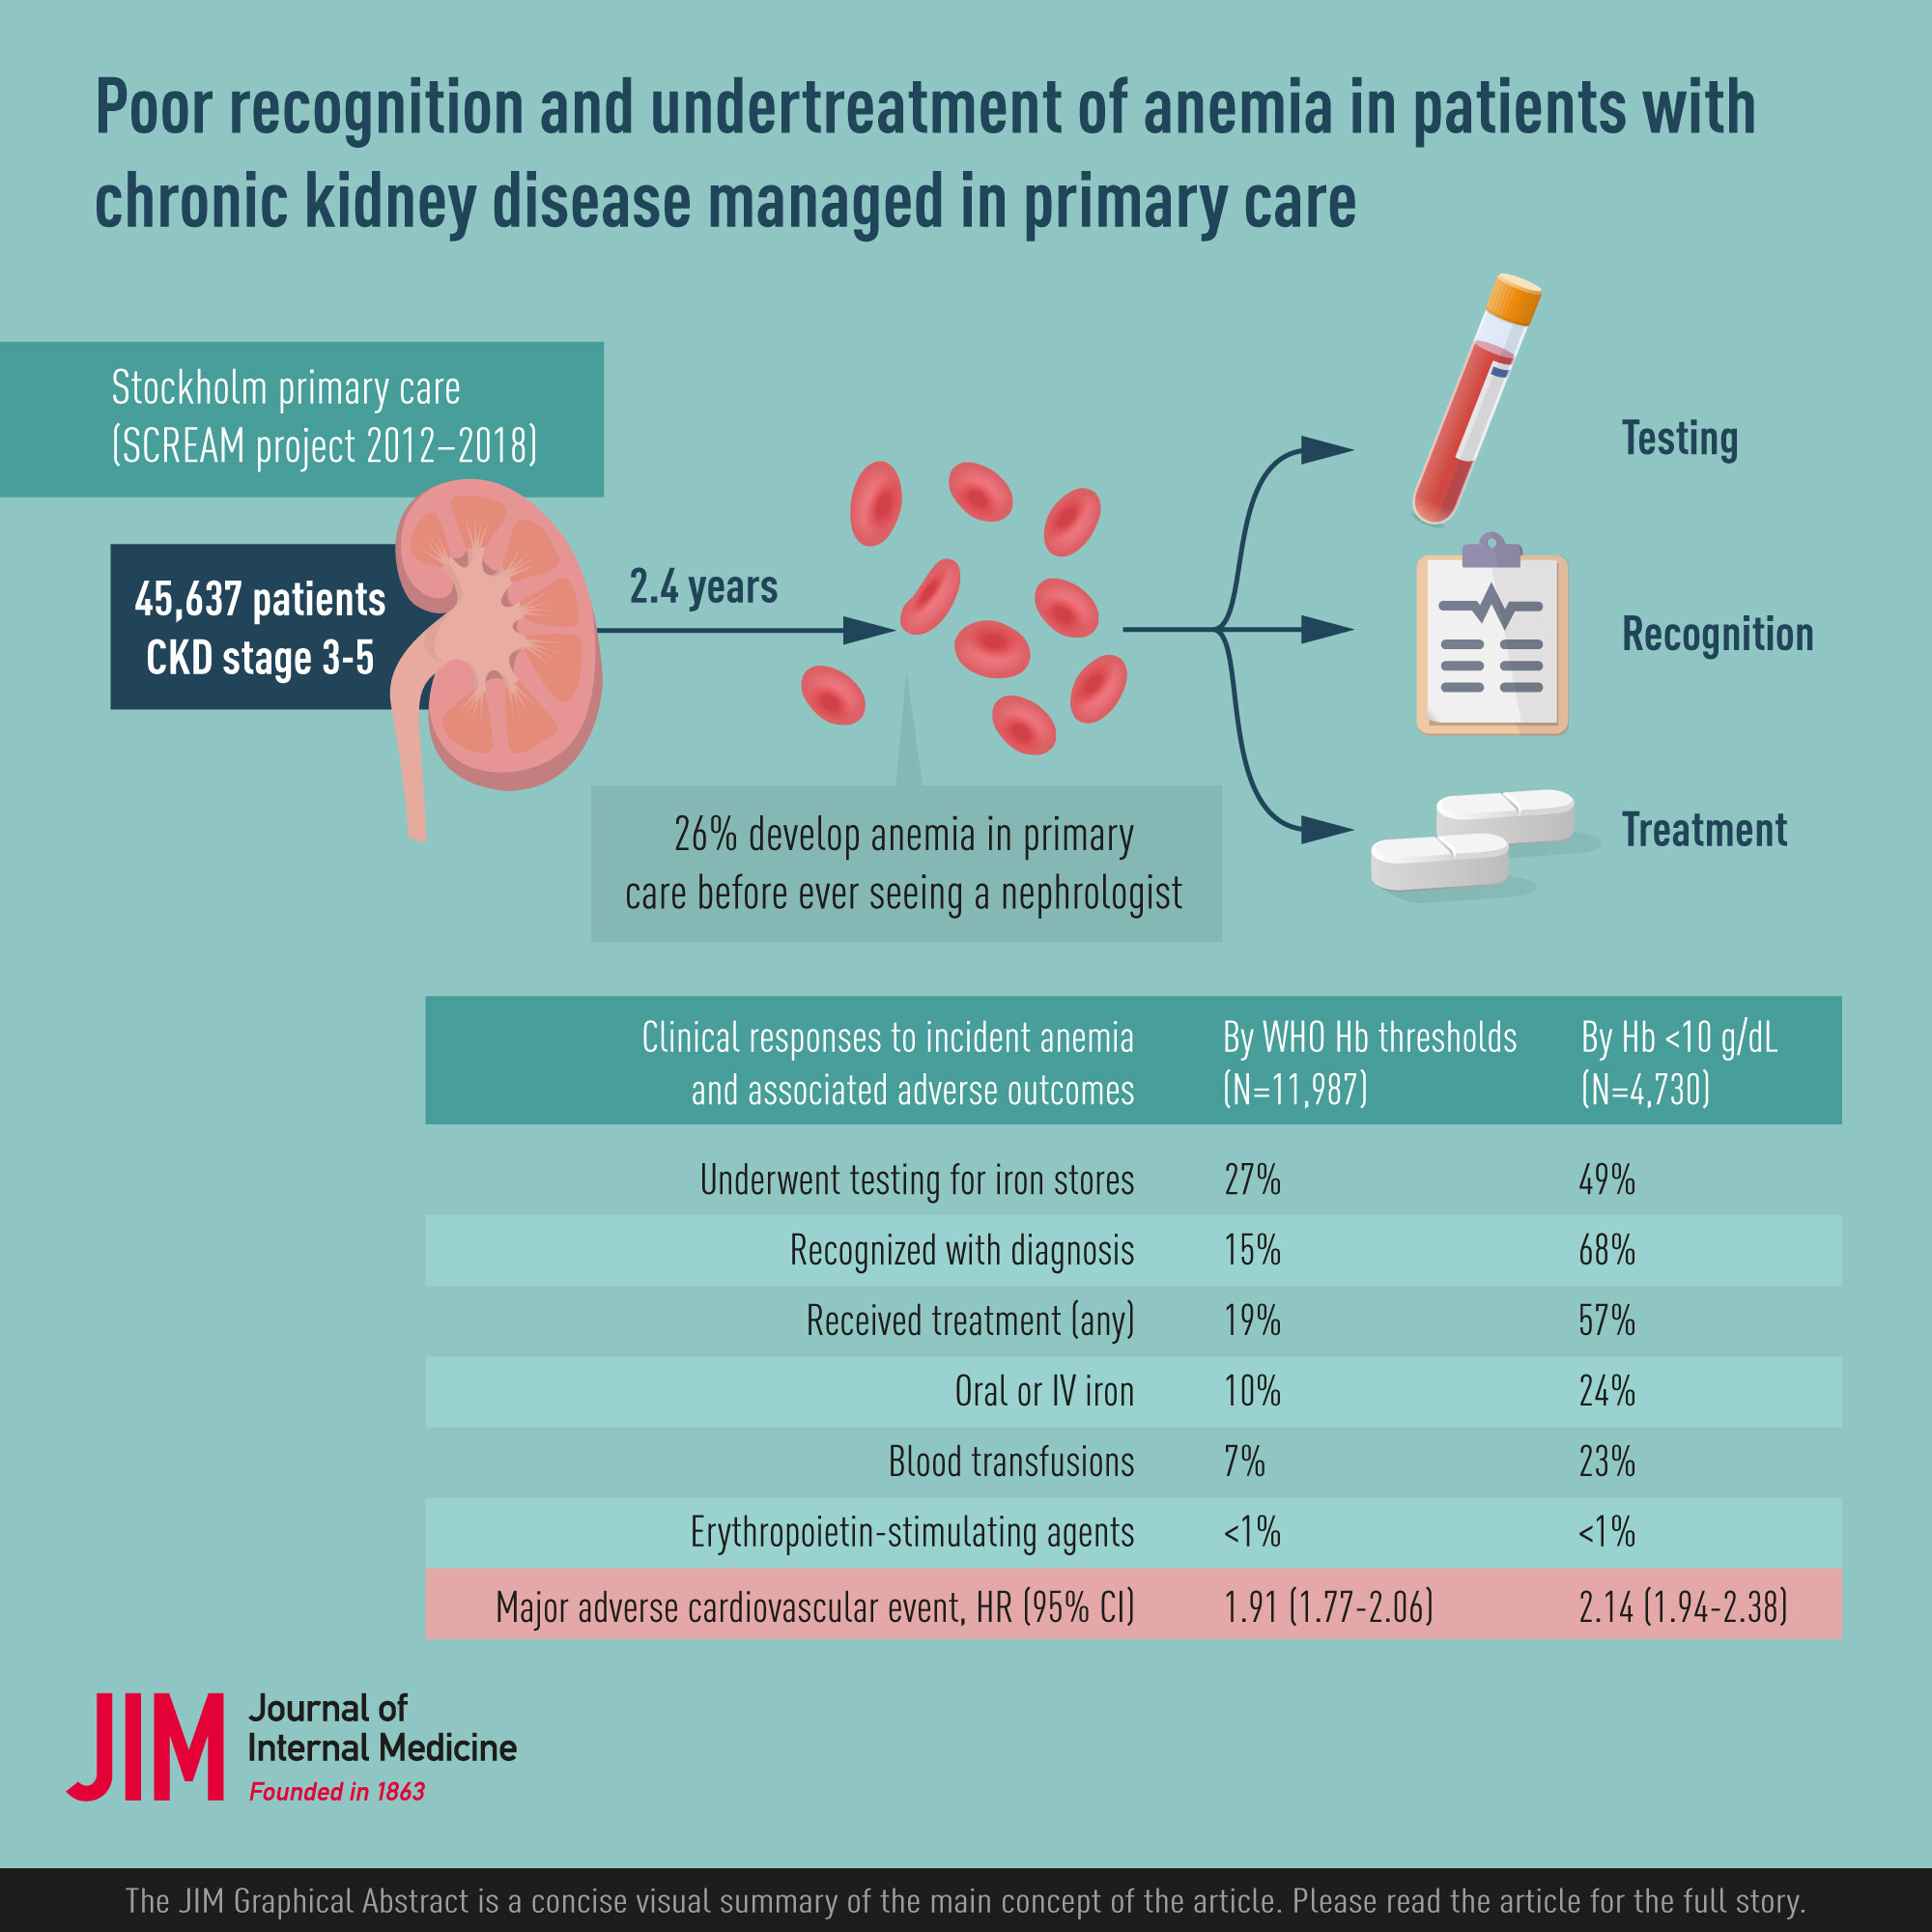 Poor recognition and undertreatment of anemia in patients with
chronic kidney disease managed in primary care
Stockholm primary care
(SCREAM project 2012–2018)
45,637 patients
CKD stage 3-5
2.4 years
26% develop anemia in primary
care before ever seeing a nephrologist
Testing
Recognition
Treatment
Clinical responses to incident anemia
and associated adverse outcomes
By WHO Hb thresholds
(N=11,987)
By Hb <10 g/dL
(N=4,730)
Underwent testing for iron stores 27% 49%
Recognized with diagnosis 15% 68%
Received treatment (any) 19% 57%
Oral or IV iron 10% 24%
Blood transfusions 7% 23%
Erythropoietin-stimulating agents <1% <1%
Major adverse cardiovascular event, HR (95% CI) 1.91 (1.77-2.06) 2.14 (1.94-2.38)
JIM
Journal of
Internal Medicine
Founded in 1863
The JIM Graphical Abstract is a concise visual summary of the main concept of the article. Please read the article for the full story.